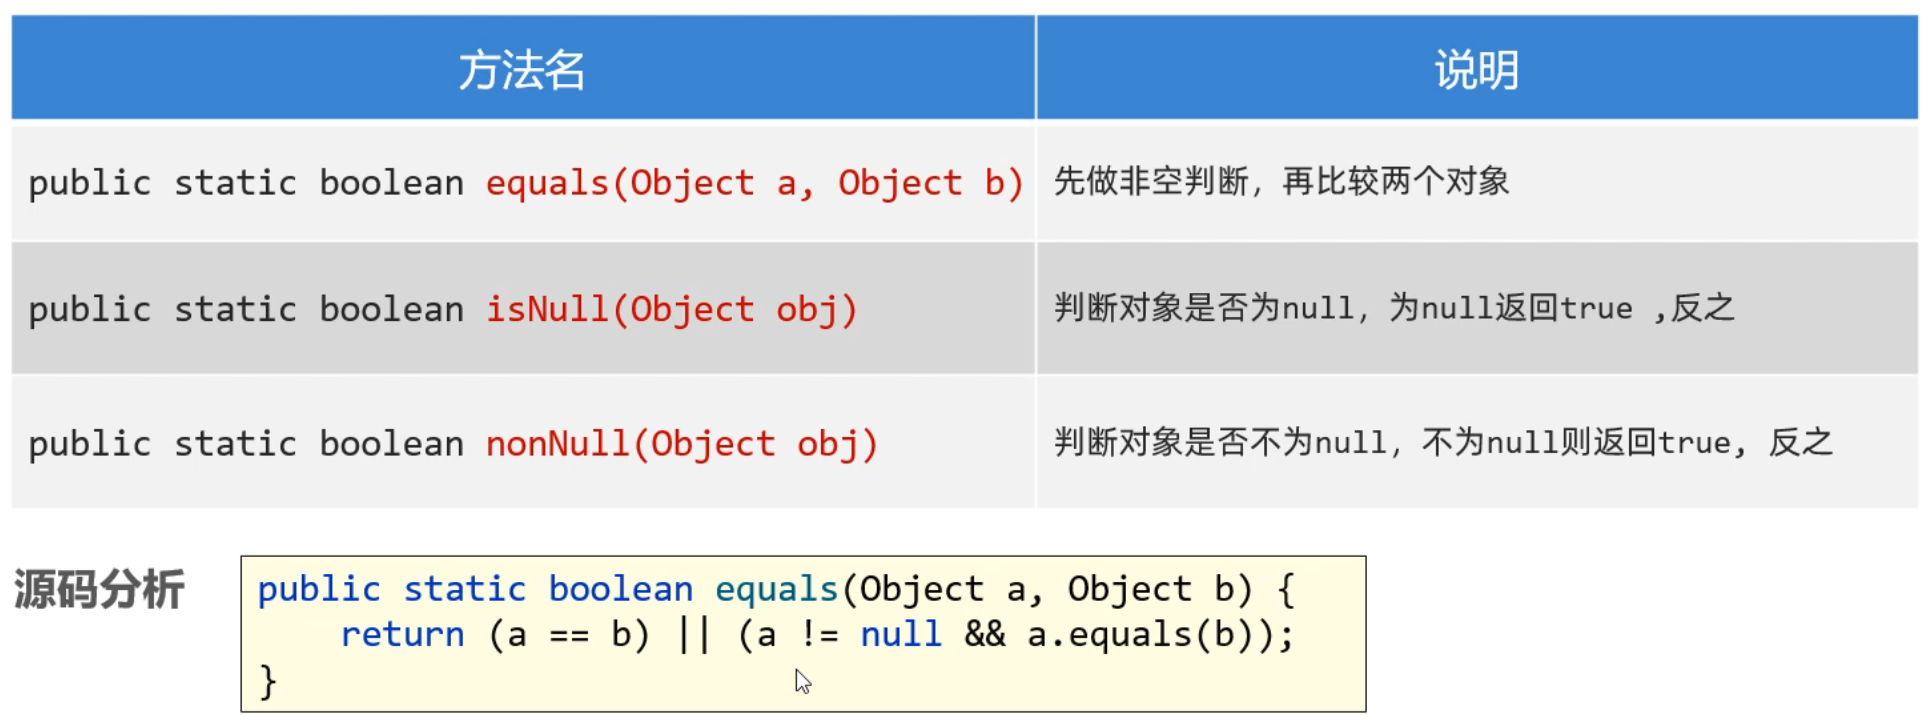 方法名 说明
public static boolean equals(Object a, Object b) 先做非空判断，再比较两个对象
public static boolean isNull(Object obj) 判断对象是否为null，为null返回true ,反之
public static boolean nonNull(Object obj) 判断对象是否不为null，不为null则返回true, 反之
源码分析
public static boolean equals(Object a, Object b) {
return (a == b) || (a != null && a.equals(b));
}